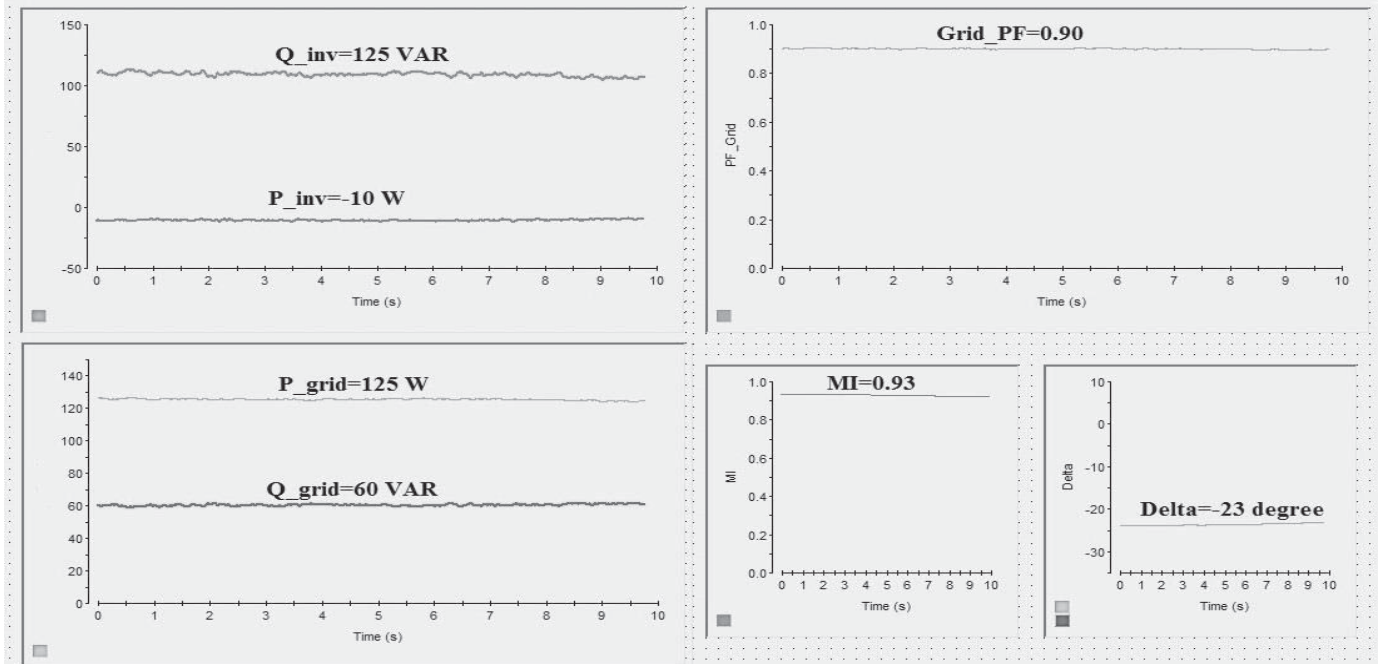 150
Q_inv=125 VAR
100
50
P_inv=-10 W
0
-50
0 1 2 3 4 5 6 7 8 9 10
Time (s)
1.0
Grid_PF=0.90
0.8
0.6
PF_Grid
0.4
0.2
0.0
0 1 2 3 4 5 6 7 8 9 10
Time (s)
140
P_grid=125 W
120
100
80
Q_grid=60 VAR
60
40
20
0
0 1 2 3 4 5 6 7 8 9 10
Time (s)
1.0
MI=0.93
0.8
0.6
MI
0.4
0.2
0.0
0 1 2 3 4 5 6 7 8 9 10
Time (s)
10
0
-10
Delta
-20
Delta=-23 degree
-30
0 1 2 3 4 5 6 7 8 9 10
Time (s)